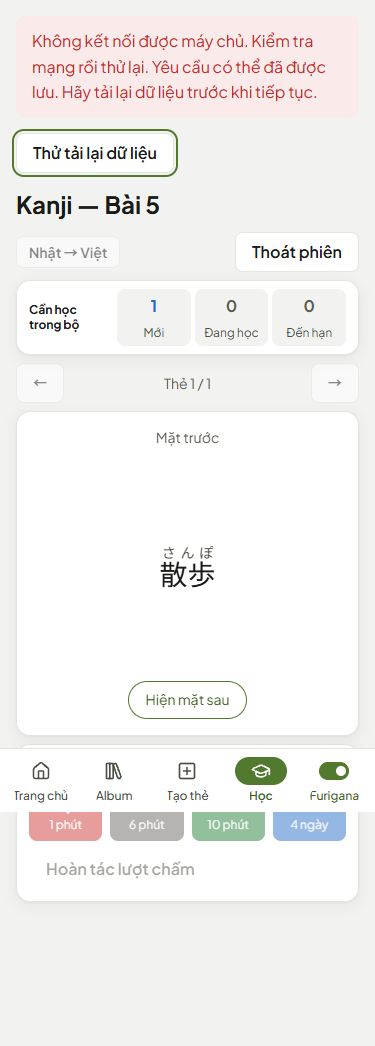 Không kết nối được máy chủ. Kiểm tra
mạng rồi thử lại. Yêu cầu có thể đã được
lưu. Hãy tải lại dữ liệu trước khi tiếp tục.
Thử tải lại dữ liệu
Kanji — Bài 5
Nhật → Việt
Thoát phiên
Cần học
trong bộ
1
Mới
0
Đang học
0
Đến hạn
←
Thẻ 1 / 1
→
Mặt trước
さんぽ
散歩
Hiện mặt sau
Trang chủ
Album
Tạo thẻ
Học
Furigana
1 phút
6 phút
10 phút
4 ngày
Hoàn tác lượt chấm